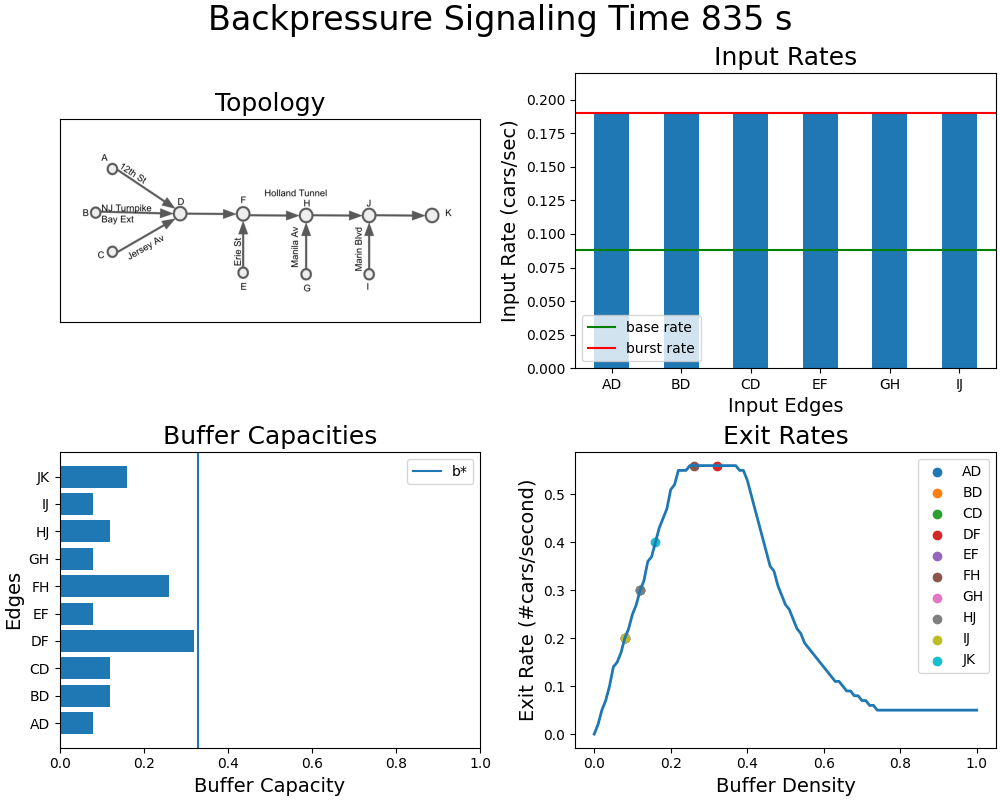 Backpressure Signaling Time 835 s
Topology
A
12th St
B
NJ Turnpike
Bay Ext
C
Jersey Av
D
F
Holland Tunnel
H
J
K
Erie St
Manila Av
Marin Blvd
E
G
I
Input Rates
Input Rate (cars/sec)
0.200
0.175
0.150
0.125
0.100
0.075
0.050
0.025
0.000
base rate
burst rate
AD BD CD EF GH IJ
Input Edges
Buffer Capacities
Edges
JK
IJ
HJ
GH
FH
EF
DF
CD
BD
AD
b*
0.0 0.2 0.4 0.6 0.8 1.0
Buffer Capacity
Exit Rates
Exit Rate (#cars/second)
0.5
0.4
0.3
0.2
0.1
0.0
AD
BD
CD
DF
EF
FH
GH
HJ
IJ
JK
0.0 0.2 0.4 0.6 0.8 1.0
Buffer Density